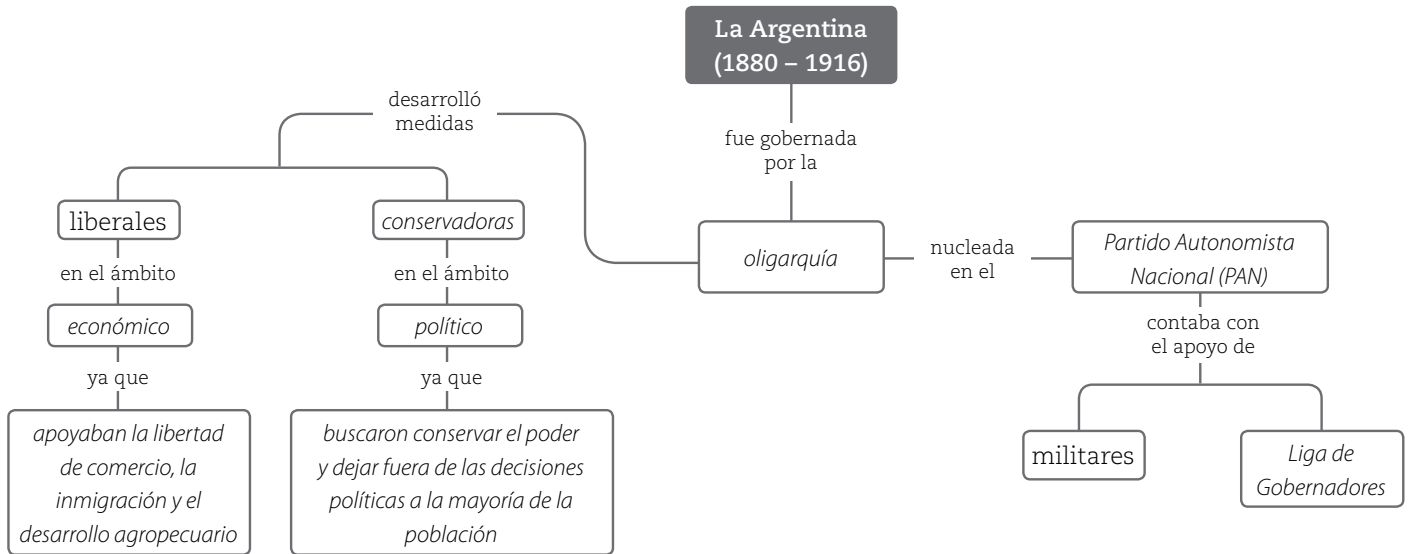 La Argentina
(1880 – 1916)
fue gobernada
por la
oligarquía
desarrolló
medidas
liberales
en el ámbito
económico
ya que
apoyaban la libertad
de comercio, la
inmigración y el
desarrollo agropecuario
conservadoras
en el ámbito
político
ya que
buscaron conservar el poder
y dejar fuera de las decisiones
políticas a la mayoría de la
población
nucleada
en el
Partido Autonomista
Nacional (PAN)
contaba con
el apoyo de
militares
Liga de
Gobernadores